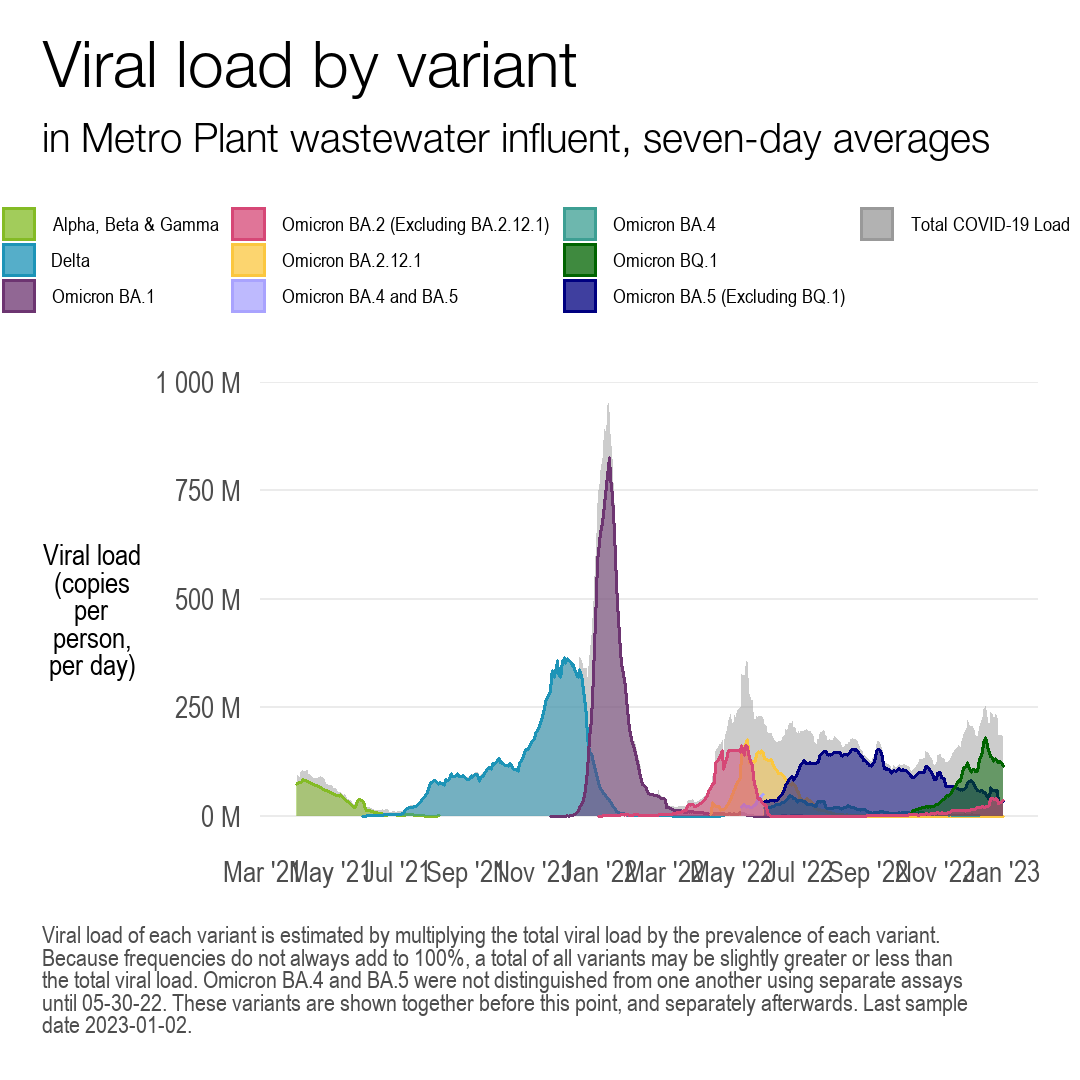 Viral load by variant
in Metro Plant wastewater influent, seven-day averages
Alpha, Beta & Gamma
Delta
Omicron BA.1
Omicron BA.2 (Excluding BA.2.12.1)
Omicron BA.2.12.1
Omicron BA.4 and BA.5
Omicron BA.4
Omicron BQ.1
Omicron BA.5 (Excluding BQ.1)
Total COVID-19 Load
1 000 M
750 M
500 M
250 M
0 M
Viral load
(copies
per
person,
per day)
Mar '21 May '21 Jul '21 Sep '21 Nov '21 Jan '22 Mar '22 May '22 Jul '22 Sep '22 Nov '22 Jan '23
Viral load of each variant is estimated by multiplying the total viral load by the prevalence of each variant.
Because frequencies do not always add to 100%, a total of all variants may be slightly greater or less than
the total viral load. Omicron BA.4 and BA.5 were not distinguished from one another using separate assays
until 05-30-22. These variants are shown together before this point, and separately afterwards. Last sample
date 2023-01-02.